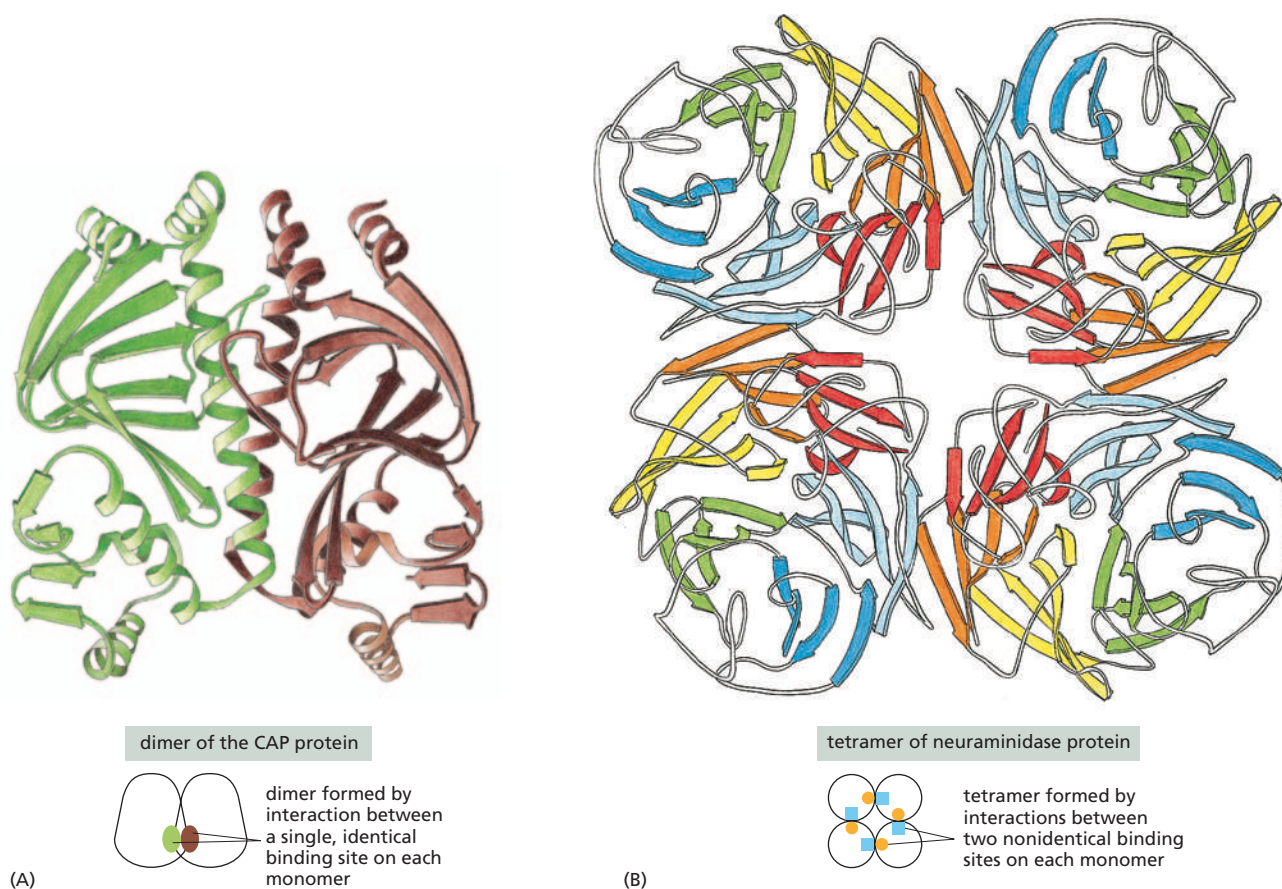 dimer of the CAP protein
dimer formed by
interaction between
a single, identical
binding site on each
monomer
(A)
tetramer of neuraminidase protein
tetramer formed by
interactions between
two nonidentical binding
sites on each monomer
(B)